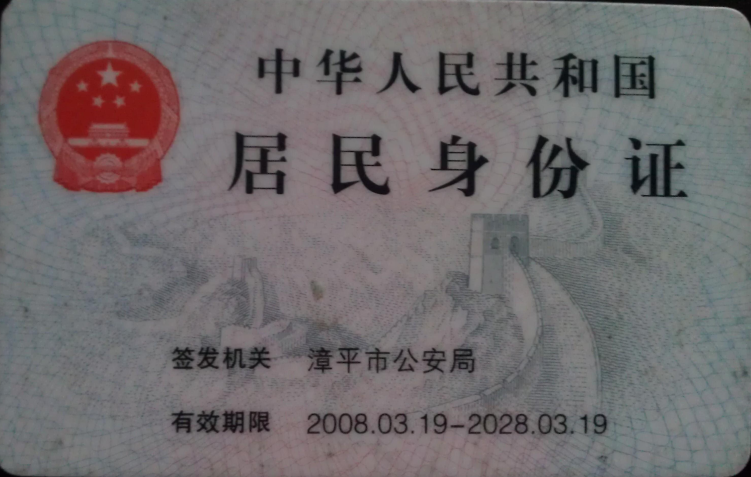 中华人民共和国
居民身份证
签发机关 漳平市公安局
有效期限 2008.03.19-2028.03.19